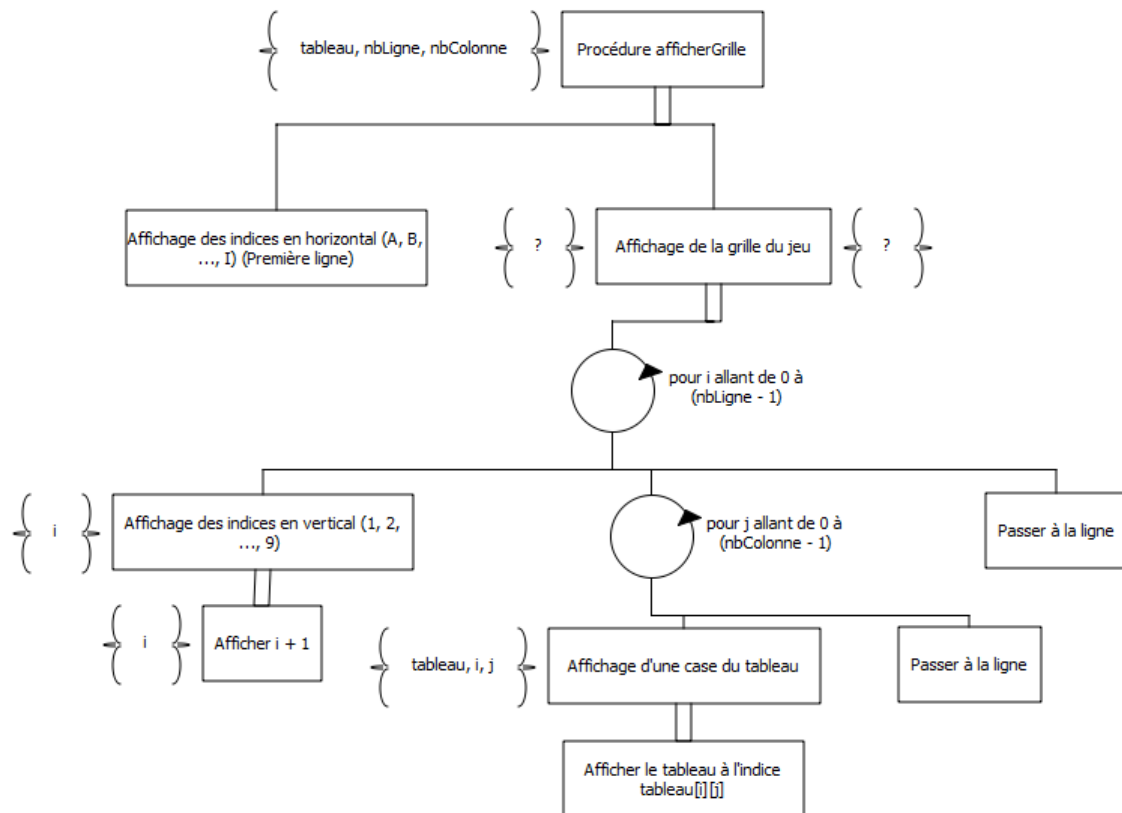 tableau, nbLigne, nbColonne
Procédure afficherGrille
Affichage des indices en horizontal (A, B,
..., I) (Première ligne)
?
Affichage de la grille du jeu
?
pour i allant de 0 à
(nbLigne - 1)
i
Affichage des indices en vertical (1, 2,
..., 9)
pour j allant de 0 à
(nbColonne - 1)
Passer à la ligne
i
Afficher i + 1
tableau, i, j
Affichage d'une case du tableau
Passer à la ligne
Afficher le tableau à l'indice
tableau[i][j]